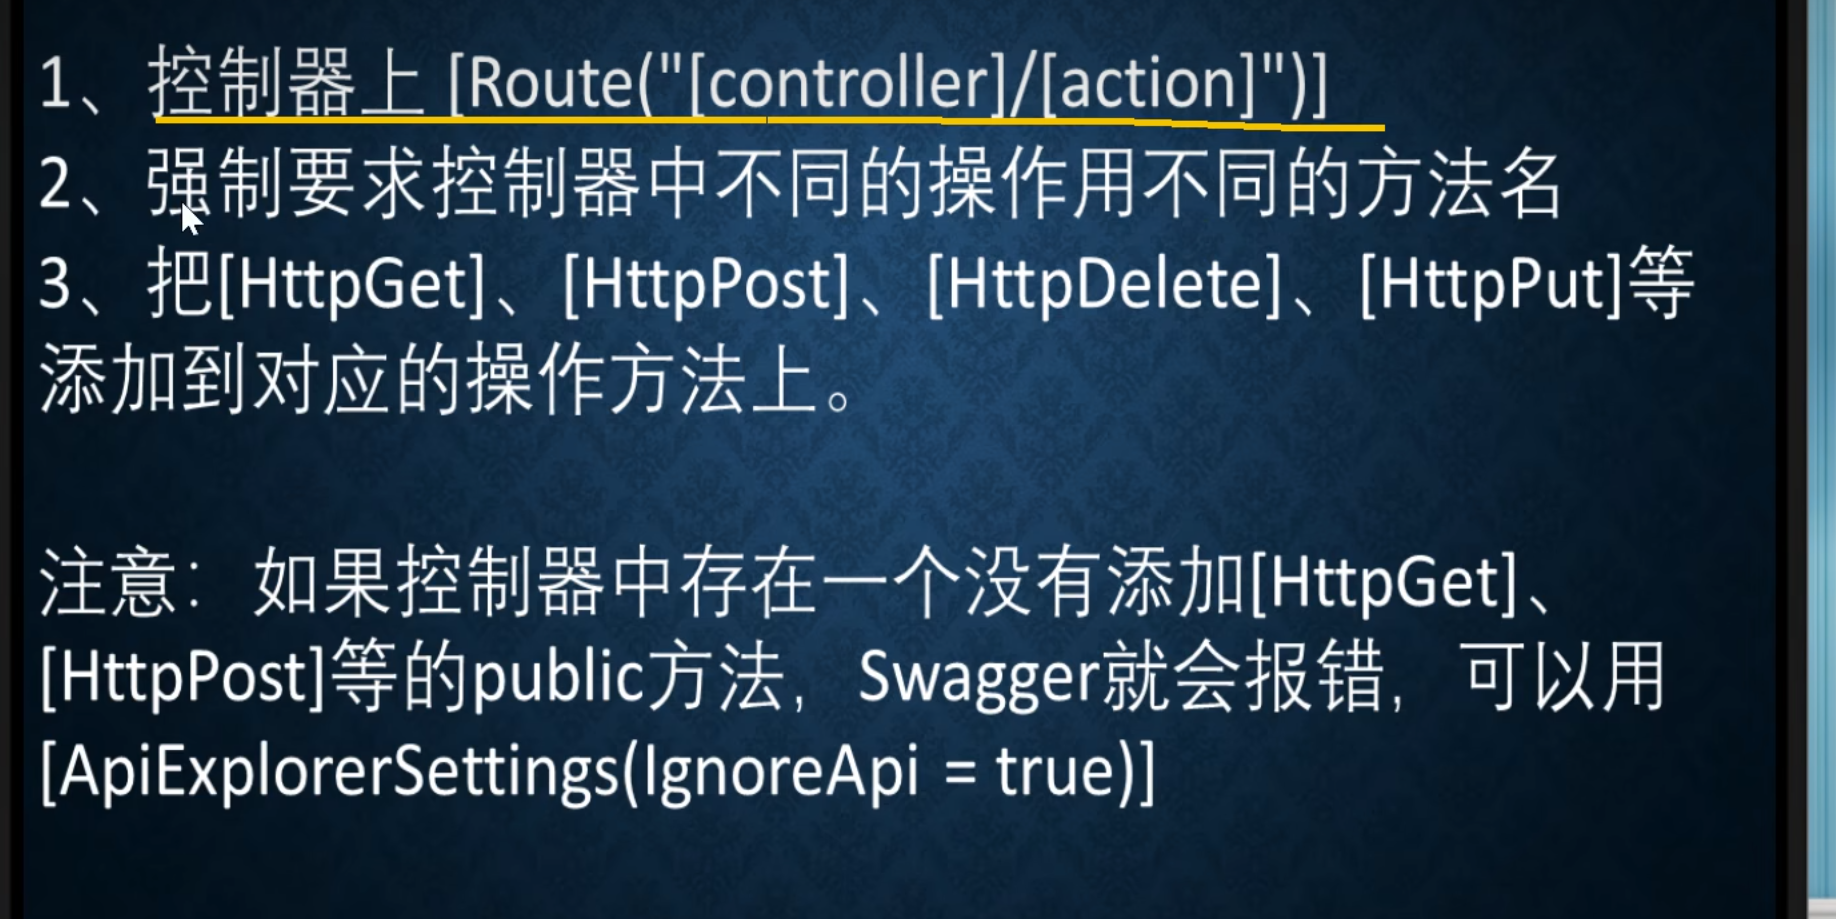 1、控制器上 [Route("[controller]/[action]")]
2、强制要求控制器中不同的操作用不同的方法名
3、把[HttpGet]、[HttpPost]、[HttpDelete]、[HttpPut]等
添加到对应的操作方法上。
注意：如果控制器中存在一个没有添加[HttpGet]、
[HttpPost]等的public方法，Swagger就会报错，可以用
[ApiExplorerSettings(IgnoreApi = true)]